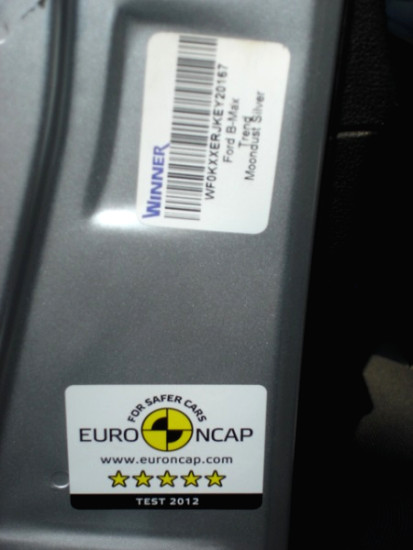 WINNER
WF0KXXERJKEY20167
Ford B-Max
Trend
Moondust Silver
FOR SAFER CARS
EURO NCAP
www.euroncap.com
TEST 2012